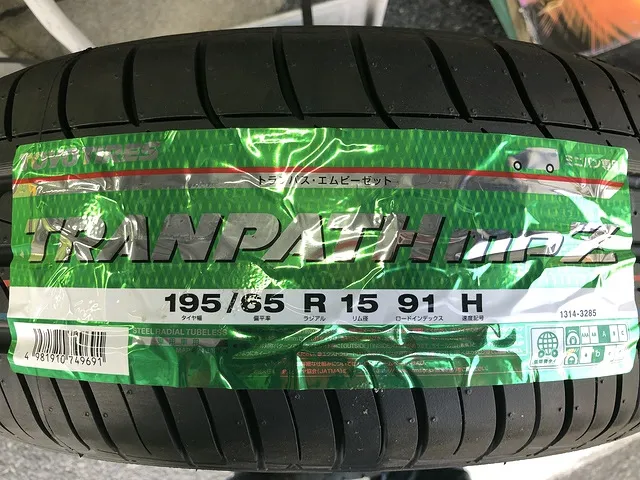 TOYO TIRES
ミニバン専用
トランパス・エムピーゼット
TRANPATH mpZ
195/65 R 15 91 H
タイヤ幅 偏平率 ラジアル リム径 ロードインデックス 速度記号
1314-3285
STEEL RADIAL TUBELESS
4 981910 749691